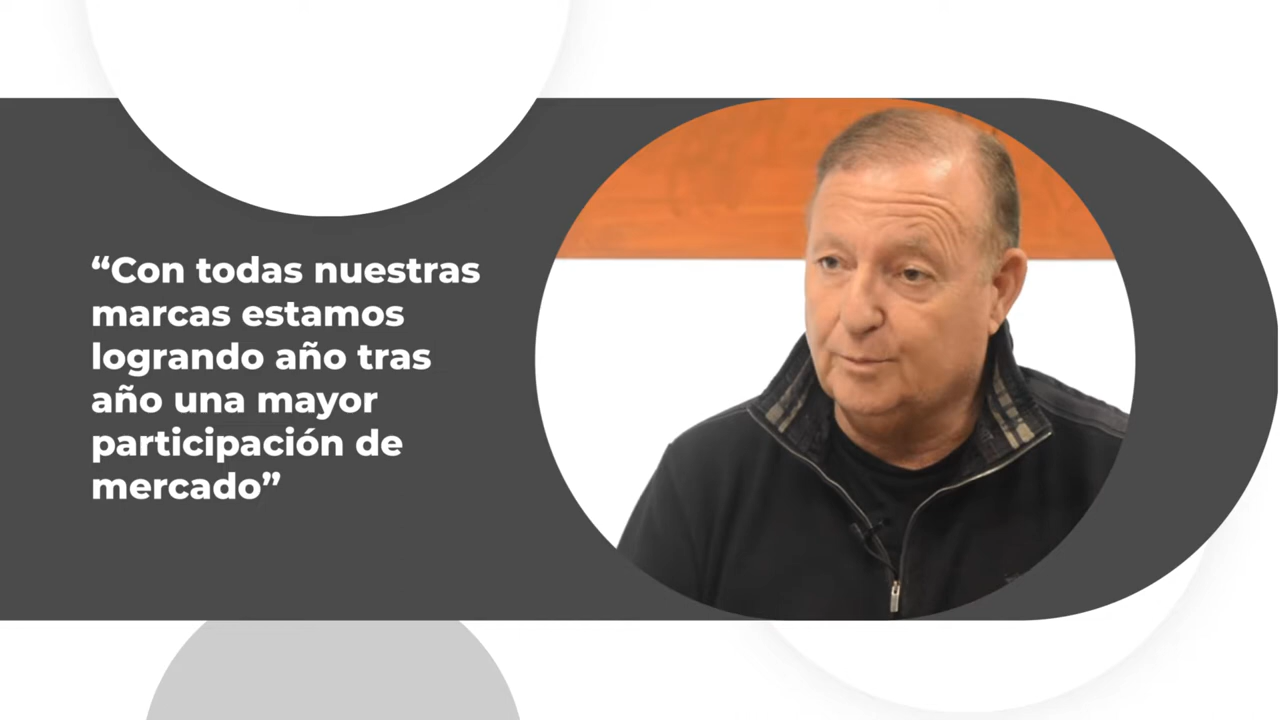 “Con todas nuestras
marcas estamos
logrando año tras
año una mayor
participación de
mercado”